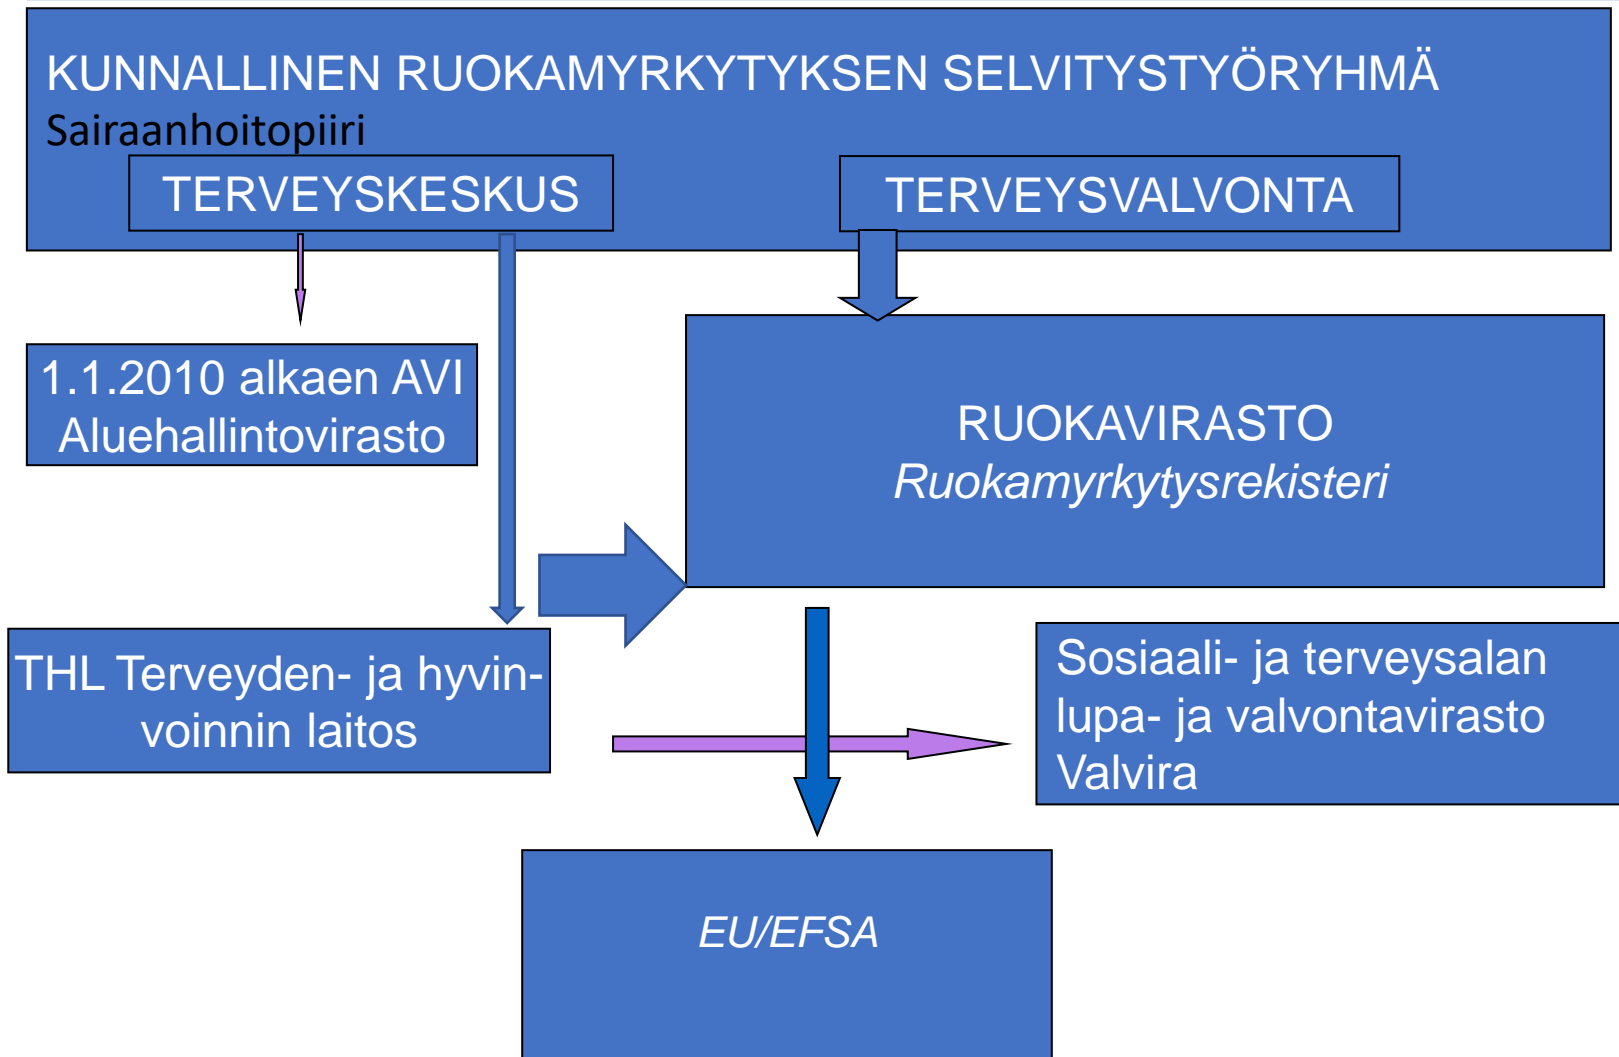 KUNNALLINEN RUOKAMYRKYTYKSEN SELVITYSTYÖRYHMÄ
Sairaanhoitopiiri
TERVEYSKESKUS
TERVEYSVALVONTA
1.1.2010 alkaen AVI
Aluehallintovirasto
RUOKAVIRASTO
Ruokamyrkytysrekisteri
THL Terveyden- ja hyvin-
voinnin laitos
Sosiaali- ja terveysalan
lupa- ja valvontavirasto
Valvira
EU/EFSA